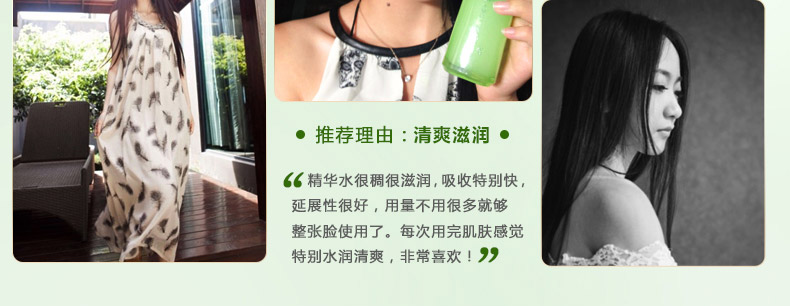 ● 推荐理由：清爽滋润 ●
“ 精华水很稠很滋润，吸收特别快，
延展性很好，用量不用很多就够
整张脸使用了。每次用完肌肤感觉
特别水润清爽，非常喜欢！”